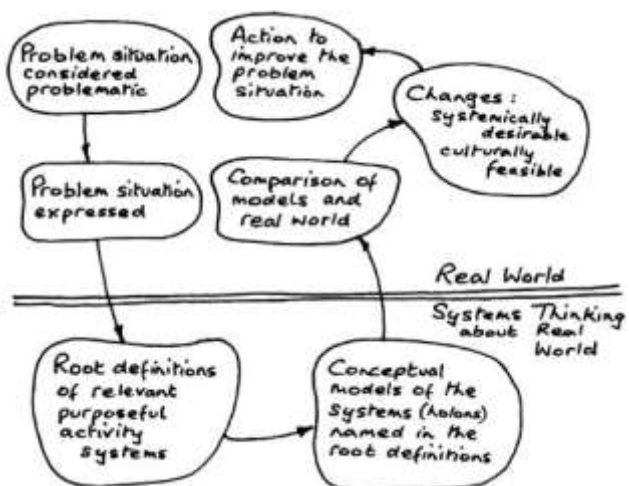 Problem situation
considered
problematic
Problem situation
expressed
Root definitions
of relevant
purposeful
activity
systems
Conceptual
models of the
systems (holons)
named in the
root definitions
Comparison of
models and
real world
Changes:
systemically
desirable
culturally
feasible
Action to
improve the
problem
situation
Real World
Systems Thinking
about Real
World